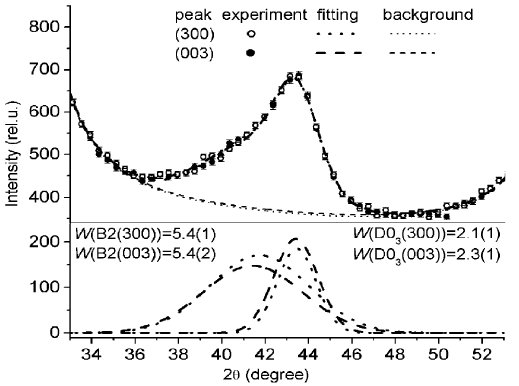 peak experiment fitting background
(300)
(003)
Intensity (rel.u.)
800
700
600
500
400
W(B2(300))=5.4(1) W(D0₃(300))=2.1(1)
W(B2(003))=5.4(2) W(D0₃(003))=2.3(1)
200
100
0
34 36 38 40 42 44 46 48 50 52
2θ (degree)